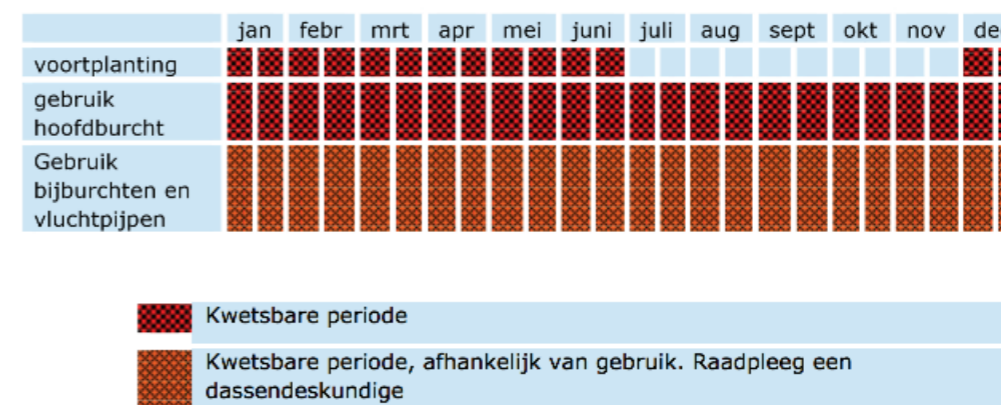 jan febr mrt apr mei juni juli aug sept okt nov de
voortplanting
gebruik
hoofdburcht
Gebruik
bijburchten en
vluchtpijpen
Kwetsbare periode
Kwetsbare periode, afhankelijk van gebruik. Raadpleeg een
dassendeskundige